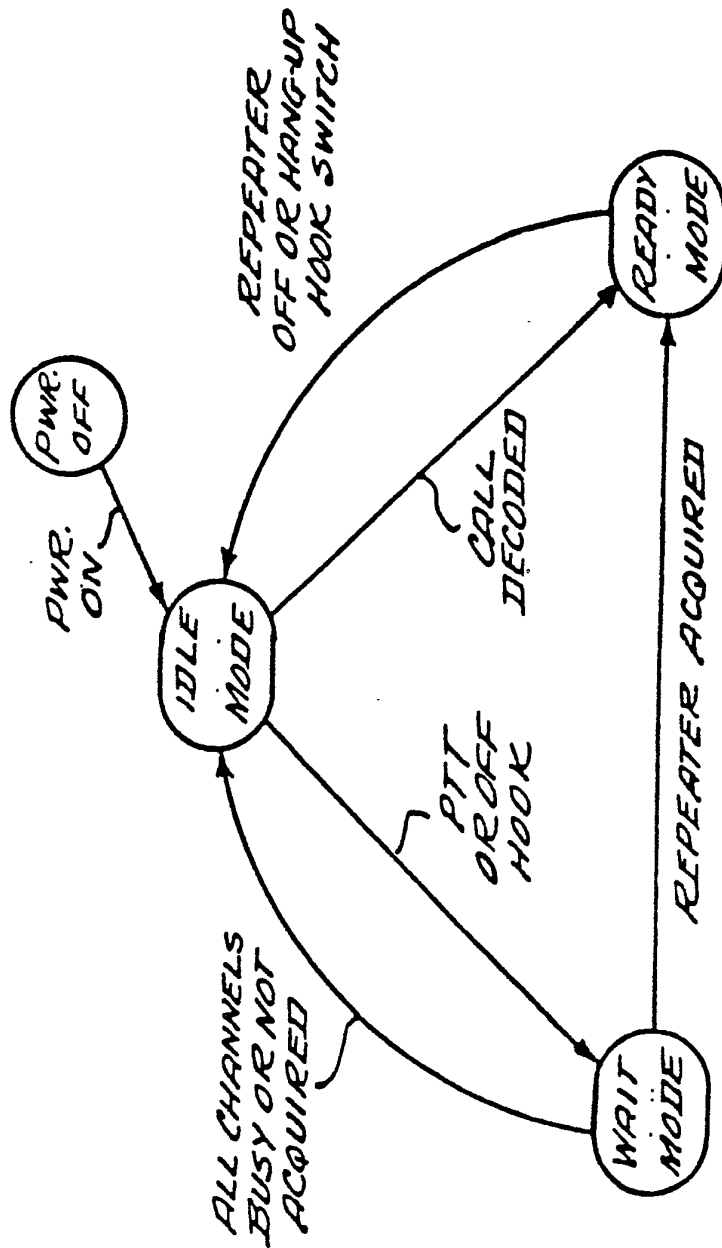 PWR.
OFF
PWR.
ON
IDLE
MODE
REPEATER
OFF OR HANG-UP
HOOK SWITCH
ALL CHANNELS
BUSY OR NOT
ACQUIRED
PTT
OR OFF
HOOK
CALL
DECODED
WAIT
MODE
READY
MODE
REPEATER ACQUIRED